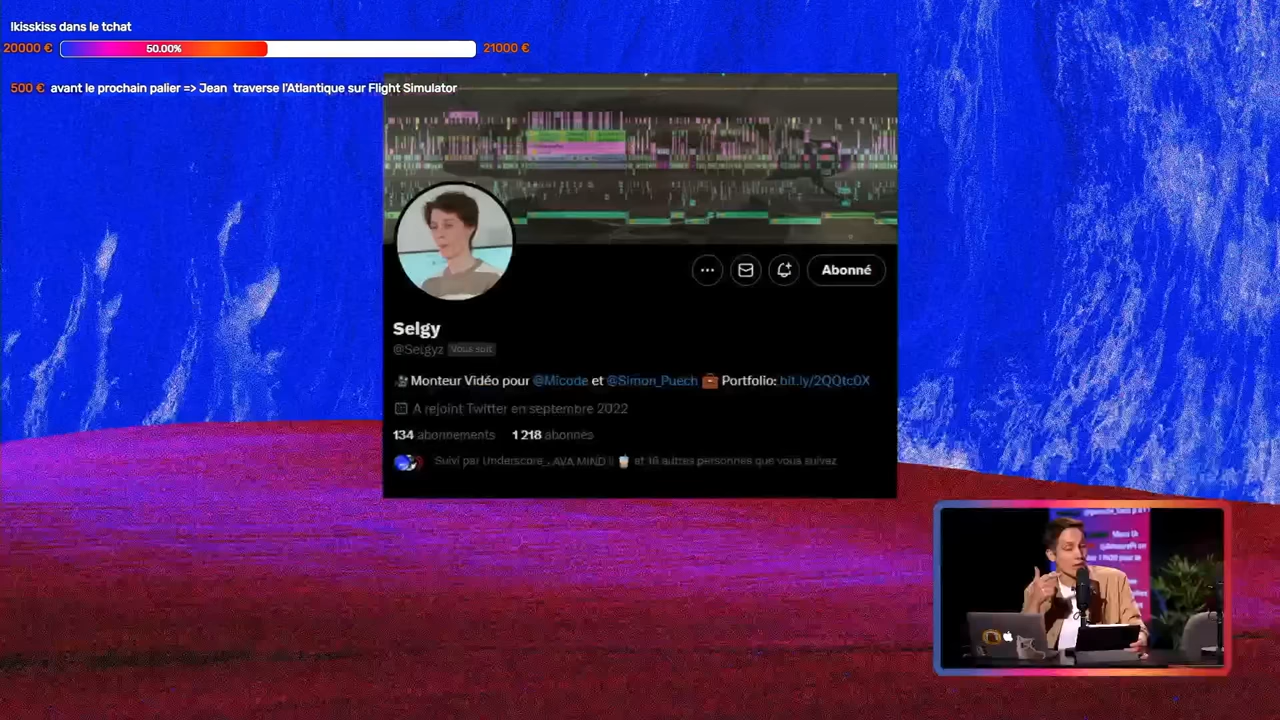 Ikisskiss dans le tchat
20000 € 50.00% 21000 €
500 € avant le prochain palier => Jean traverse l'Atlantique sur Flight Simulator
Abonné
Selgy
@Selgyz Vous suit
Monteur Vidéo pour @Micode et @Simon_Puech Portfolio: bit.ly/2QQtc0X
A rejoint Twitter en septembre 2022
134 abonnements 1 218 abonnés
Suivi par Underscore_, AVA MIND et 18 autres personnes que vous suivez